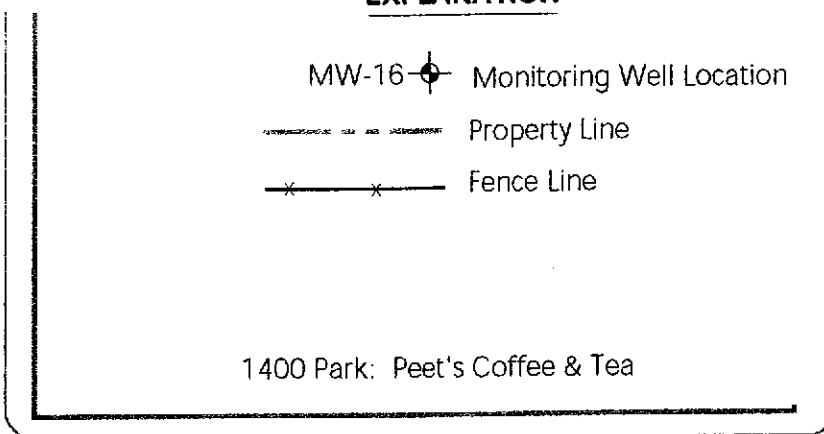 MW-16 Monitoring Well Location
Property Line
Fence Line
1400 Park: Peet's Coffee & Tea